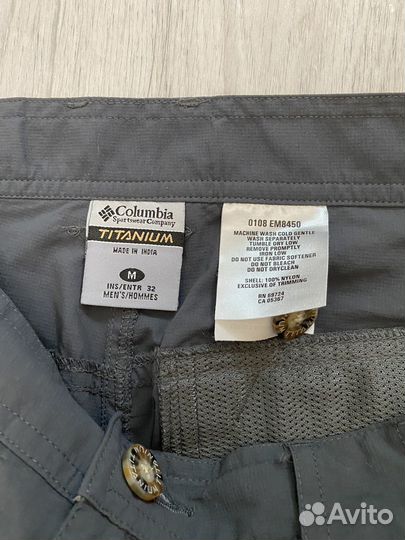 Columbia
Sportswear Company
TITANIUM
MADE IN INDIA
M
INS/ENTR 32
MEN'S/HOMMES
0108 EM8450
MACHINE WASH COLD GENTLE
WASH SEPARATELY
TUMBLE DRY LOW
REMOVE PROMPTLY
IRON LOW
DO NOT USE FABRIC SOFTENER
DO NOT BLEACH
DO NOT DRYCLEAN
SHELL: 100% NYLON
EXCLUSIVE OF TRIMMING
RN 69724
CA 05367
Avito